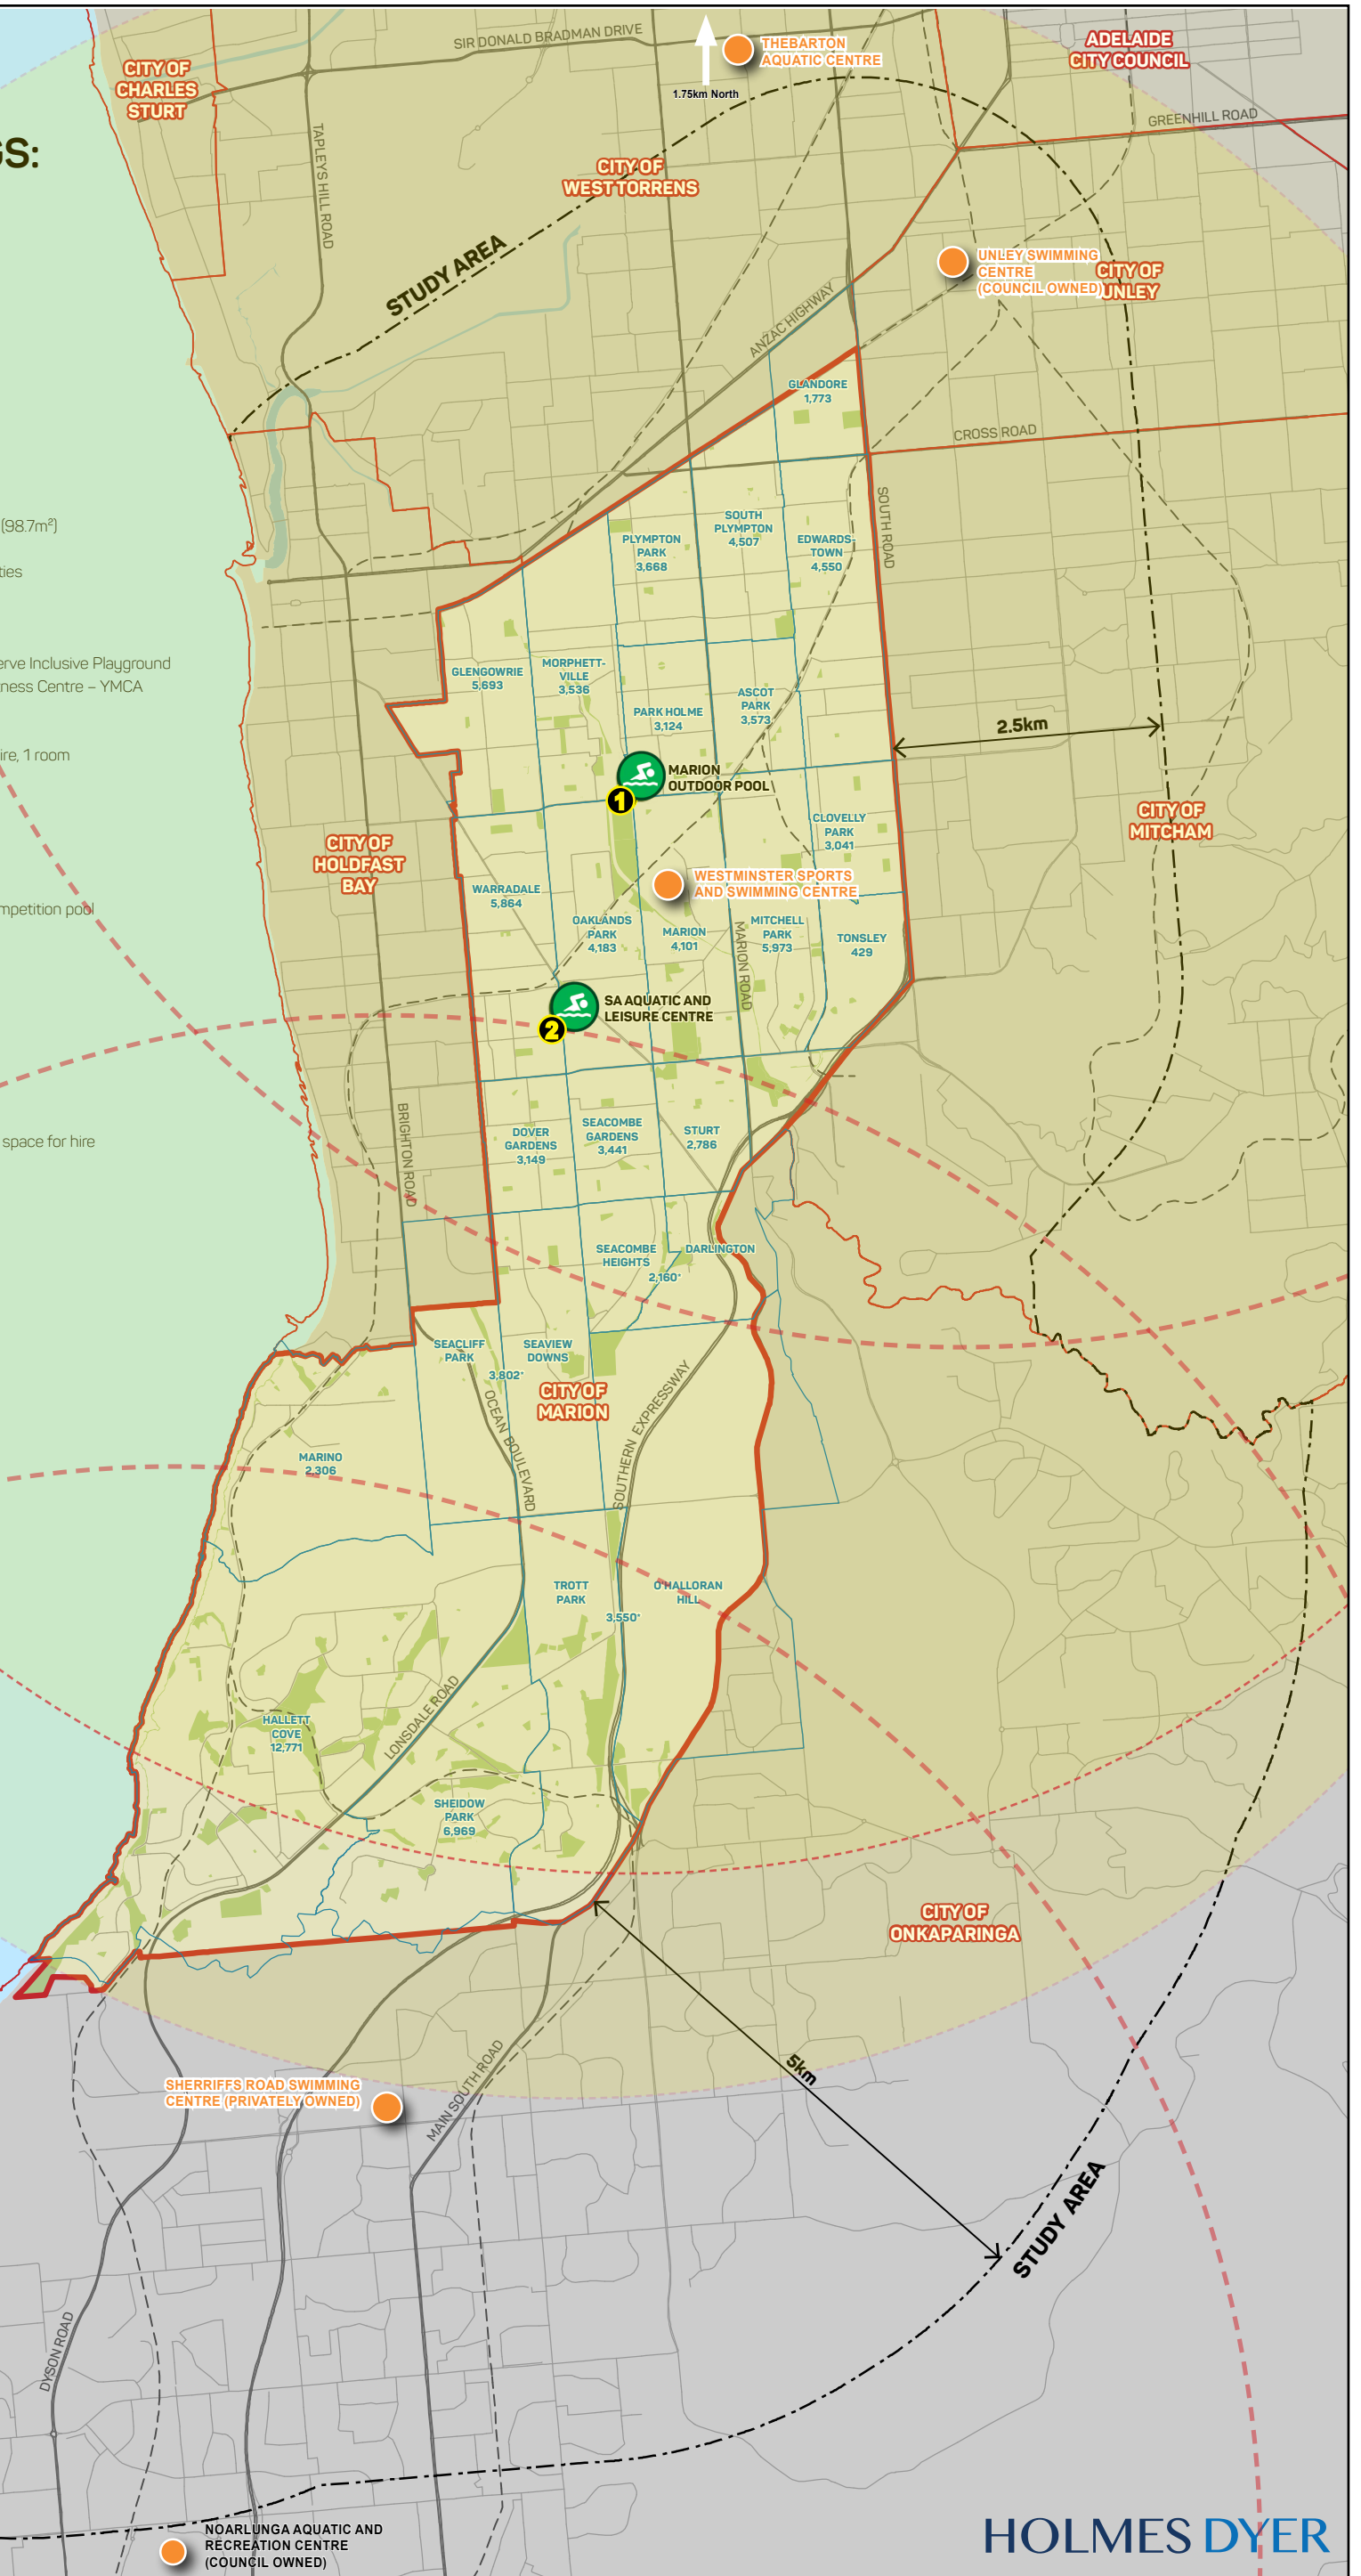 GS:
(98.7m²)
ties
erve Inclusive Playground
ness Centre – YMCA
ire, 1 room
mpetition pool
space for hire
SIR DONALD BRADMAN DRIVE
THEBARTON
AQUATIC CENTRE
1.75km North
ADELAIDE
CITY COUNCIL
CITY OF
CHARLES
STURT
GREENHILL ROAD
TAPLEYS HILL ROAD
CITY OF
WEST TORRENS
STUDY AREA
UNLEY SWIMMING
CENTRE
(COUNCIL OWNED)
CITY OF
UNLEY
ANZAC HIGHWAY
GLANDORE
1,773
CROSS ROAD
SOUTH ROAD
PLYMPTON
PARK
3,668
SOUTH
PLYMPTON
4,507
EDWARDS-
TOWN
4,550
GLENGOWRIE
5,693
MORPHETT-
VILLE
3,536
PARK HOLME
3,124
ASCOT
PARK
3,573
2.5km
MARION
OUTDOOR POOL
1
CLOVELLY
PARK
3,041
CITY OF
MITCHAM
CITY OF
HOLDFAST
BAY
WESTMINSTER SPORTS
AND SWIMMING CENTRE
WARRADALE
5,864
OAKLANDS
PARK
4,183
MARION
4,101
MARION ROAD
MITCHELL
PARK
5,973
TONSLEY
429
SA AQUATIC AND
LEISURE CENTRE
2
BRIGHTON ROAD
DOVER
GARDENS
3,149
SEACOMBE
GARDENS
3,441
STURT
2,786
SEACOMBE
HEIGHTS
DARLINGTON
2,160*
SEACLIFF
PARK
SEAVIEW
DOWNS
3,802*
CITY OF
MARION
OCEAN BOULEVARD
SOUTHERN EXPRESSWAY
MARINO
2,306
TROTT
PARK
O'HALLORAN
HILL
3,550*
HALLETT
COVE
12,771
LONSDALE ROAD
SHEIDOW
PARK
6,969
CITY OF
ONKAPARINGA
5km
SHERRIFFS ROAD SWIMMING
CENTRE (PRIVATELY OWNED)
MAIN SOUTH ROAD
STUDY AREA
DYSON ROAD
NOARLUNGA AQUATIC AND
RECREATION CENTRE
(COUNCIL OWNED)
HOLMES DYER